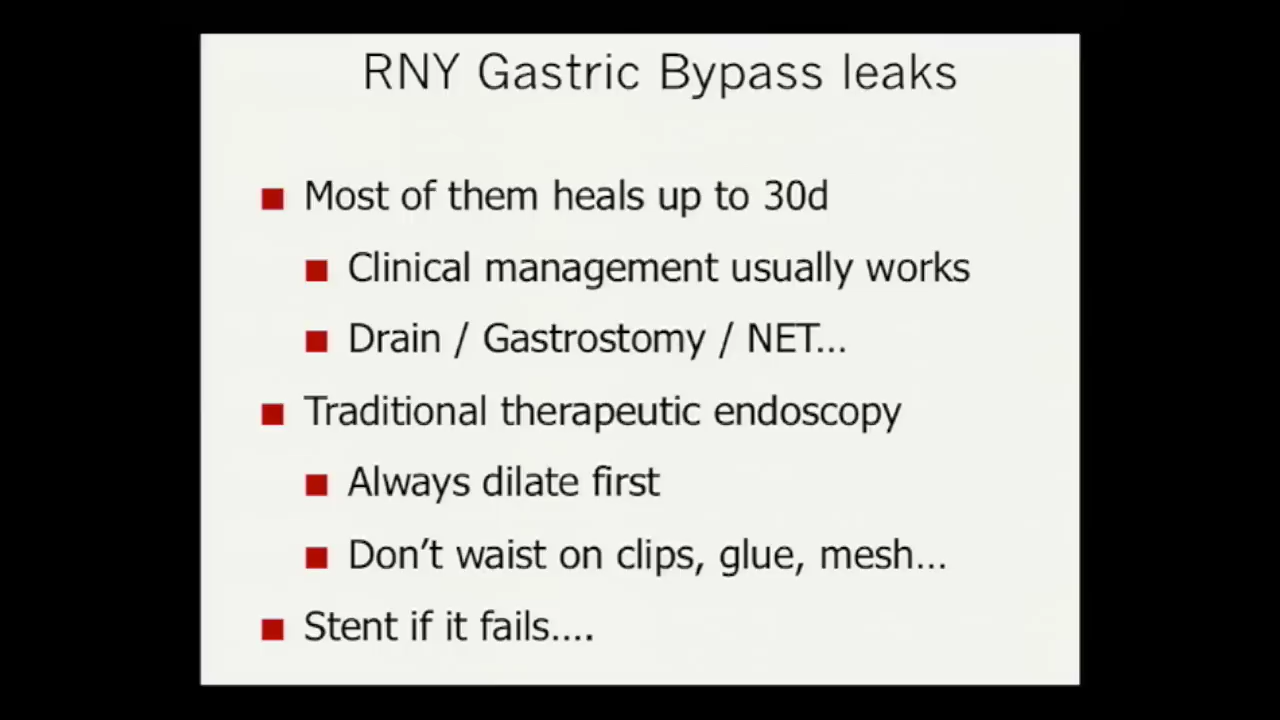 RNY Gastric Bypass leaks
Most of them heals up to 30d
Clinical management usually works
Drain / Gastrostomy / NET...
Traditional therapeutic endoscopy
Always dilate first
Don't waist on clips, glue, mesh...
Stent if it fails....